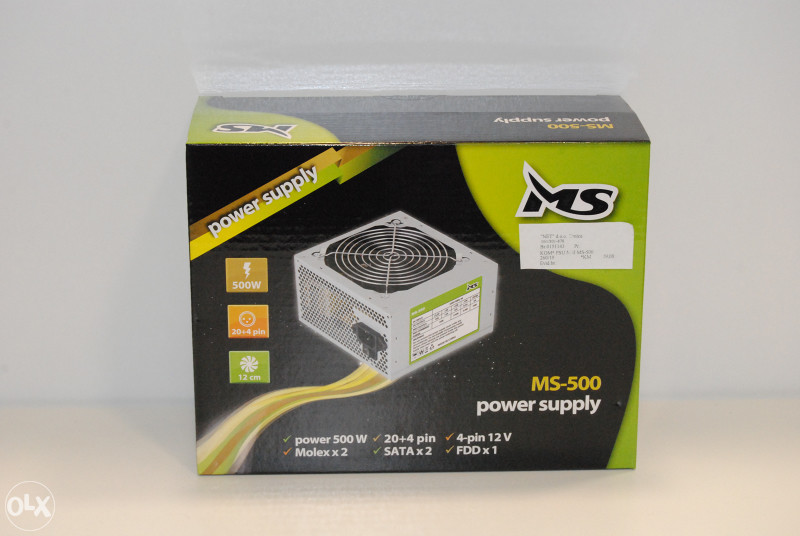 MS
MS-500
power supply
power supply
MS
500W
20+4 pin
12 cm
MS
MS-500
power supply
✓ power 500 W ✓ 20+4 pin ✓ 4-pin 12 V
✓ Molex x 2 ✓ SATA x 2 ✓ FDD x 1
OLX